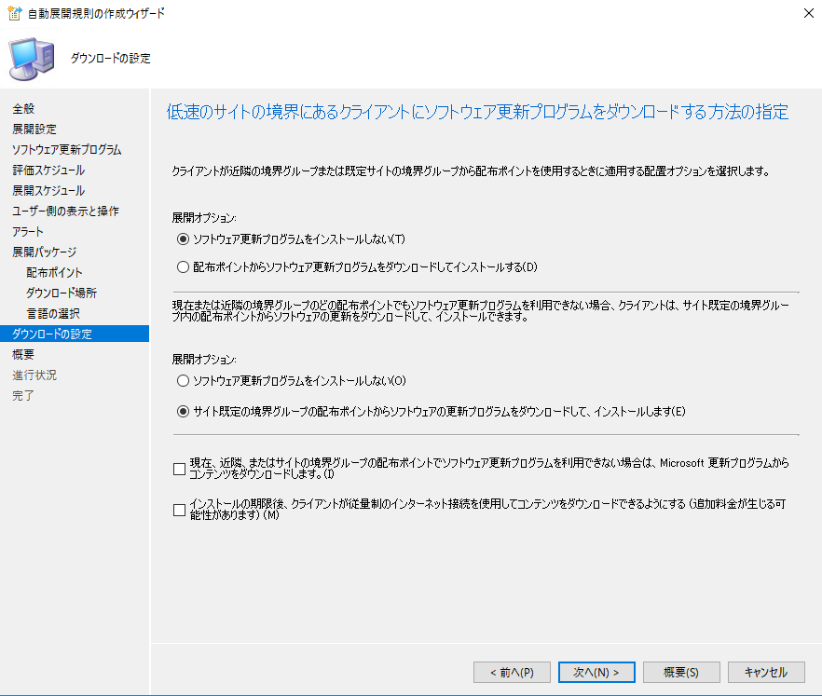 自動展開規則の作成ウィザード
ダウンロードの設定
全般
展開設定
ソフトウェア更新プログラム
評価スケジュール
展開スケジュール
ユーザー側の表示と操作
アラート
展開パッケージ
配布ポイント
ダウンロード場所
言語の選択
ダウンロードの設定
概要
進行状況
完了
低速のサイトの境界にあるクライアントにソフトウェア更新プログラムをダウンロードする方法の指定
クライアントが近隣の境界グループまたは既定サイトの境界グループから配布ポイントを使用するときに適用する配置オプションを選択します。
展開オプション:
ソフトウェア更新プログラムをインストールしない(T)
配布ポイントからソフトウェア更新プログラムをダウンロードしてインストールする(D)
現在または近隣の境界グループのどの配布ポイントでもソフトウェア更新プログラムを利用できない場合、クライアントは、サイト既定の境界グルー
プ内の配布ポイントからソフトウェアの更新をダウンロードして、インストールできます。
展開オプション:
ソフトウェア更新プログラムをインストールしない(O)
サイト既定の境界グループの配布ポイントからソフトウェアの更新プログラムをダウンロードして、インストールします(E)
現在、近隣、またはサイトの境界グループの配布ポイントでソフトウェア更新プログラムを利用できない場合は、Microsoft 更新プログラムから
コンテンツをダウンロードします。(I)
インストールの期限後、クライアントが従量制のインターネット接続を使用してコンテンツをダウンロードできるようにする (追加料金が生じる可
能性があります) (M)
< 前へ(P)
次へ(N) >
概要(S)
キャンセル